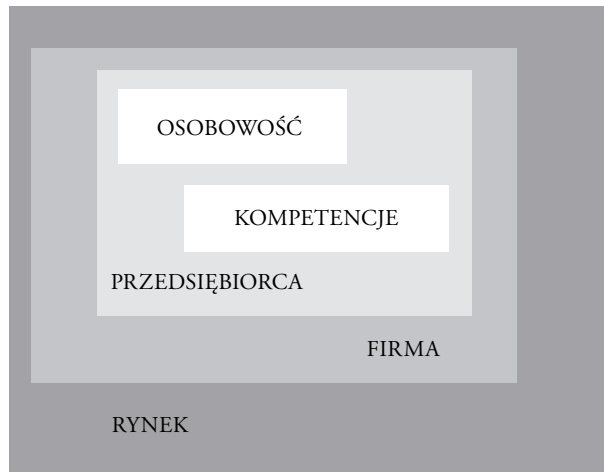 OSOBOWOŚĆ
KOMPETENCJE
PRZEDSIĘBIORCA
FIRMA
RYNEK